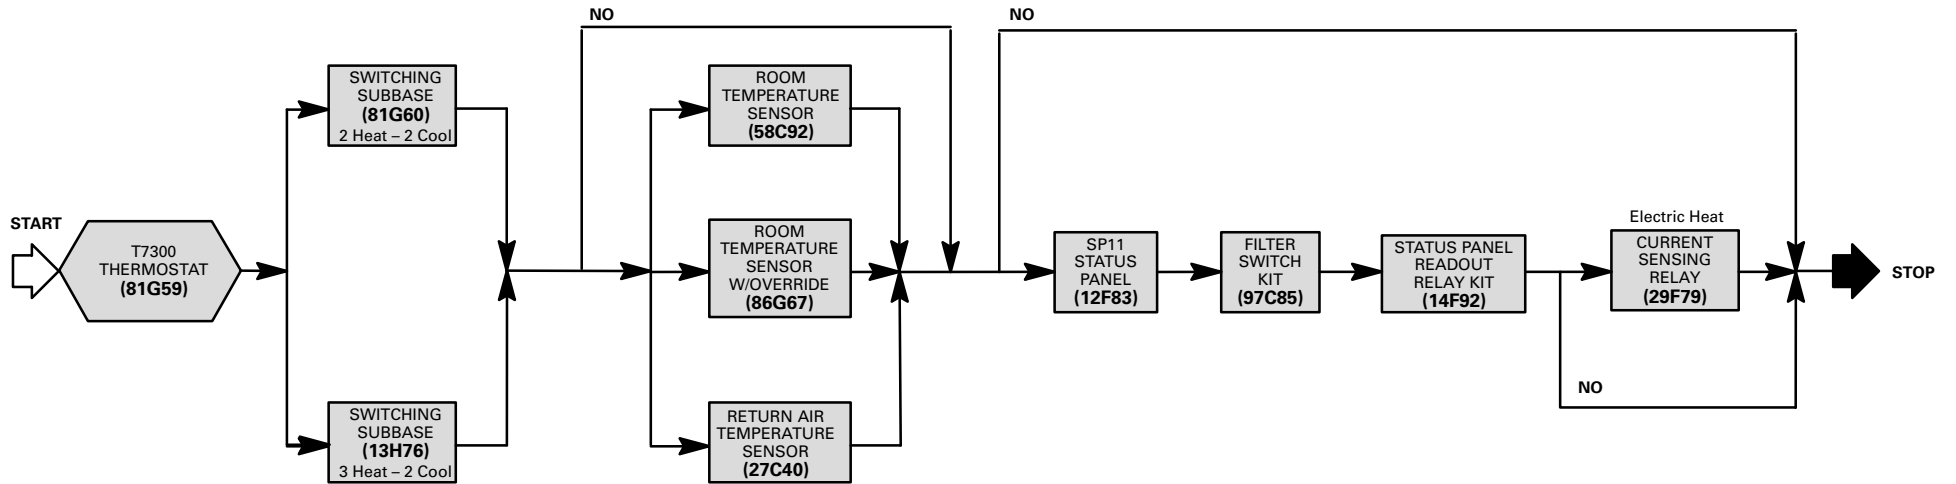 START
T7300
THERMOSTAT
(81G59)
SWITCHING
SUBBASE
(81G60)
2 Heat – 2 Cool
SWITCHING
SUBBASE
(13H76)
3 Heat – 2 Cool
NO
ROOM
TEMPERATURE
SENSOR
(58C92)
ROOM
TEMPERATURE
SENSOR
W/OVERRIDE
(86G67)
RETURN AIR
TEMPERATURE
SENSOR
(27C40)
NO
SP11
STATUS
PANEL
(12F83)
FILTER
SWITCH
KIT
(97C85)
STATUS PANEL
READOUT
RELAY KIT
(14F92)
Electric Heat
CURRENT
SENSING
RELAY
(29F79)
NO
STOP